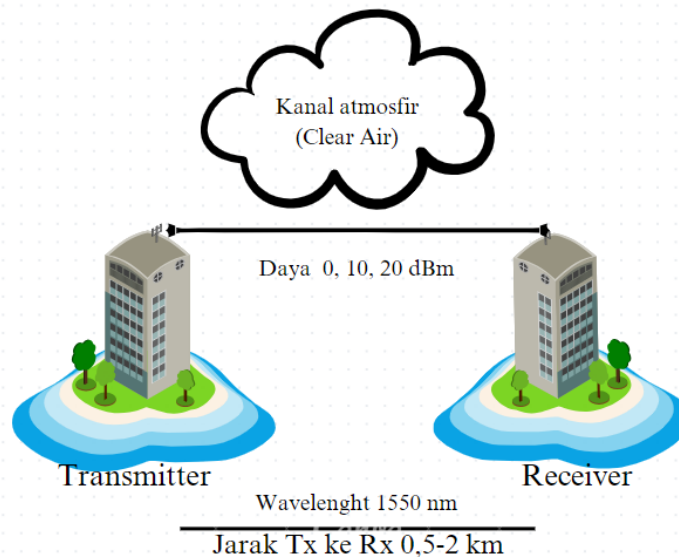 Kanal atmosfir
(Clear Air)
Daya 0, 10, 20 dBm
Transmitter
Receiver
Wavelenght 1550 nm
Jarak Tx ke Rx 0,5-2 km